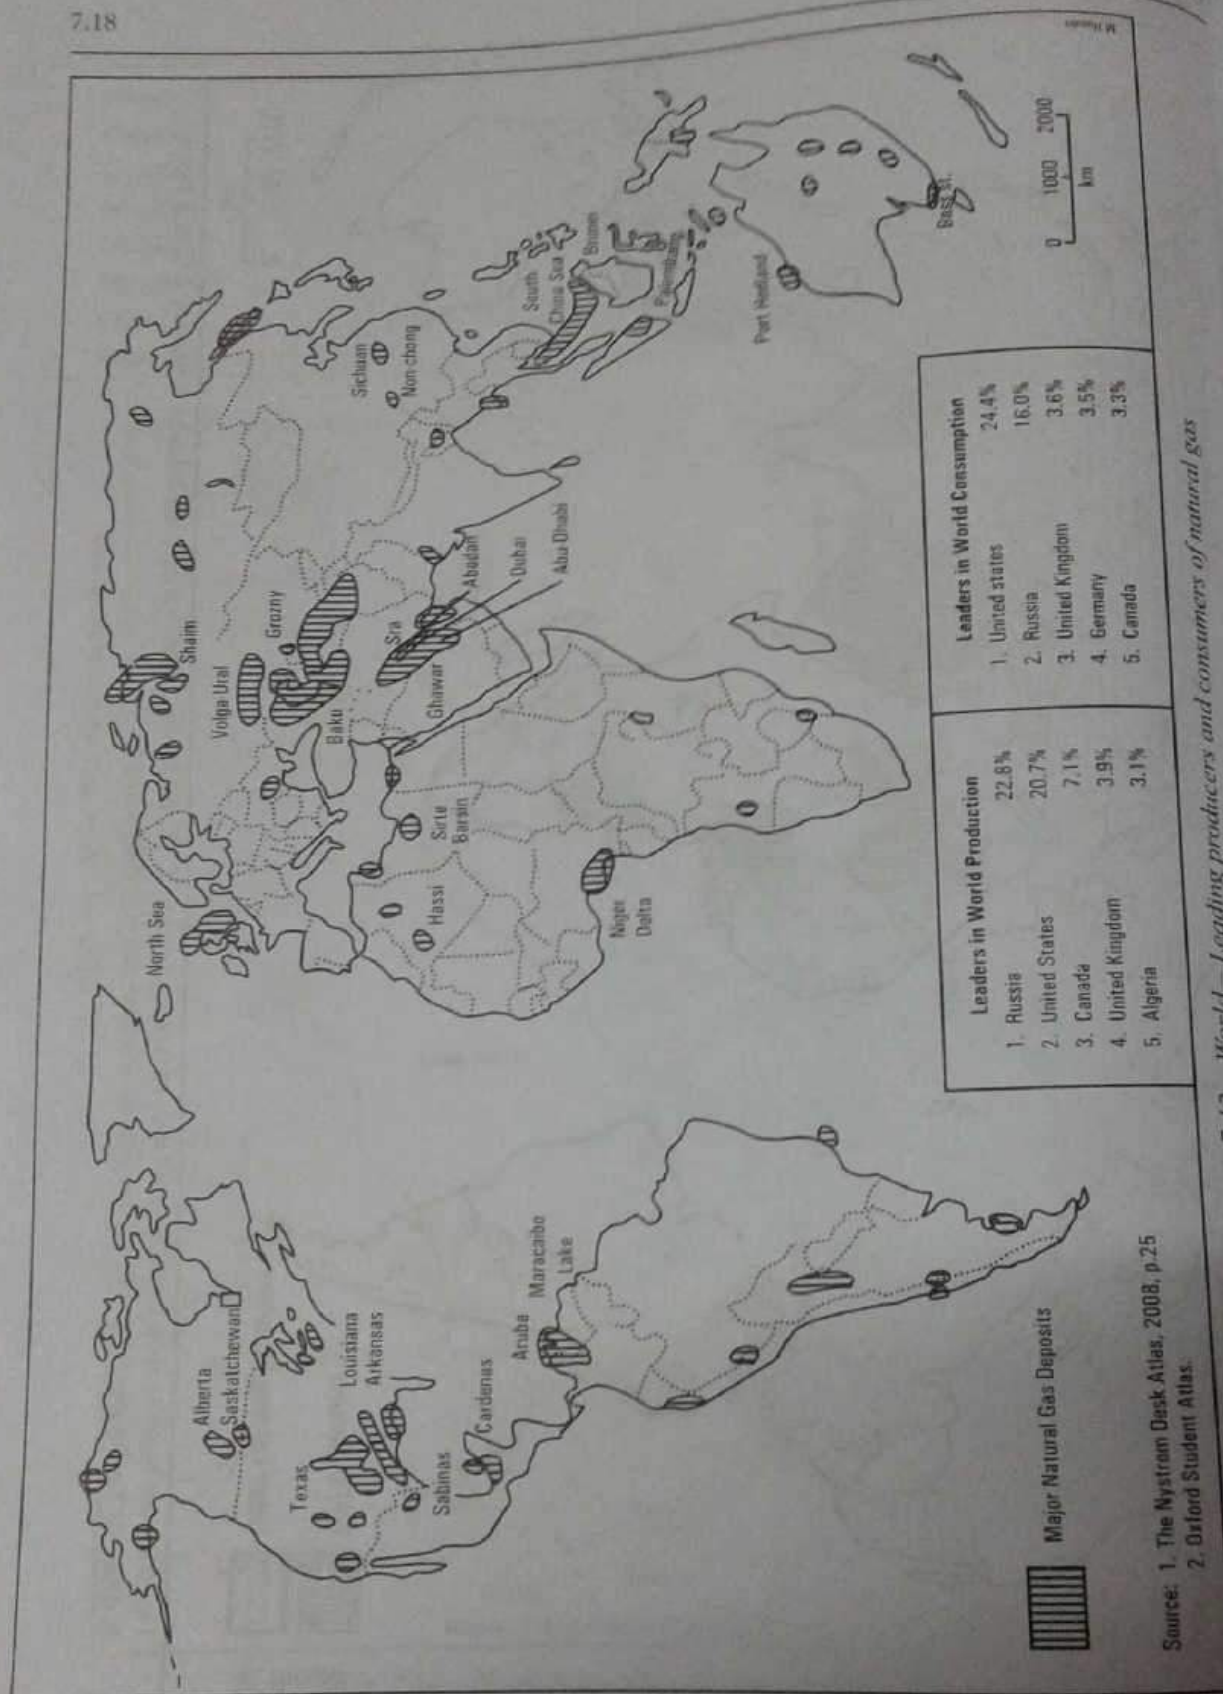 7.18
M Husain
North Sea
Shaim
Volga Ural
Grozny
Baku
Sra
Ghawar
Abadan
Dubai
Abu-Dhabi
Sichuan
Non-chong
South
China Sea
Brunei
Port Hedland
Bass st.
0 1000 2000
km
Alberta
Saskatchewan
Texas
Louisiana
Arkansas
Sabinas
Cardenas
Aruba
Maracaibo
Lake
Hassi
Sirte
Barsin
Niger
Delta
Leaders in World Production
1. Russia 22.8%
2. United States 20.7%
3. Canada 7.1%
4. United Kingdom 3.9%
5. Algeria 3.1%
Leaders in World Consumption
1. United states 24.4%
2. Russia 16.0%
3. United Kingdom 3.6%
4. Germany 3.5%
5. Canada 3.3%
Major Natural Gas Deposits
Source: 1. The Nystrom Desk Atlas, 2008, p.25
2. Oxford Student Atlas.
World–Leading producers and consumers of natural gas